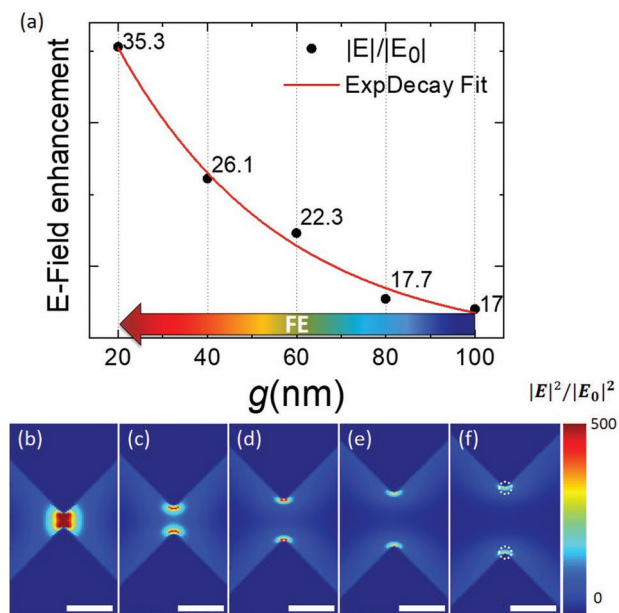 (a)
35.3
|E|/|E₀|
ExpDecay Fit
26.1
22.3
17.7
17
E-Field enhancement
FE
20 40 60 80 100
g(nm)
|E|²/|E₀|²
(b) (c) (d) (e) (f)
500
0